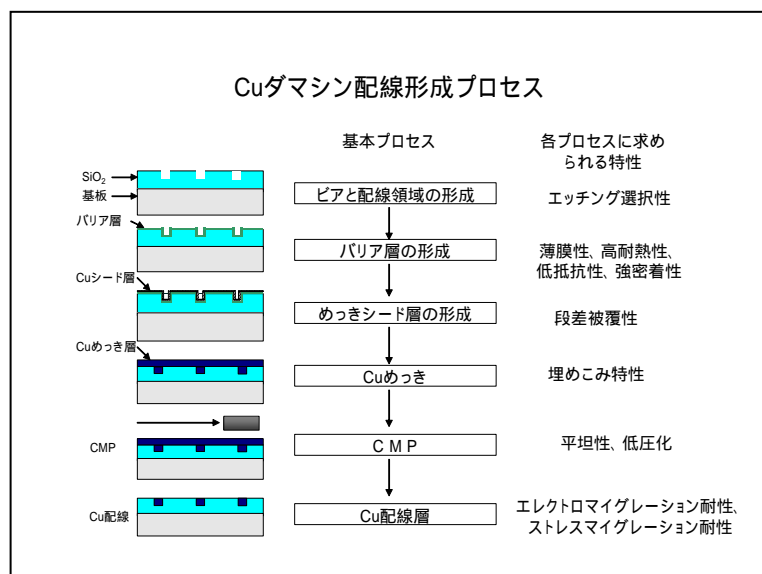 Cuダマシン配線形成プロセス
基本プロセス
各プロセスに求め
られる特性
SiO2
基板
ビアと配線領域の形成
エッチング選択性
バリア層
バリア層の形成
薄膜性、高耐熱性、
低抵抗性、強密着性
Cuシード層
めっきシード層の形成
段差被覆性
Cuめっき層
Cuめっき
埋めこみ特性
CMP
CMP
平坦性、低圧化
Cu配線
Cu配線層
エレクトロマイグレーション耐性、
ストレスマイグレーション耐性